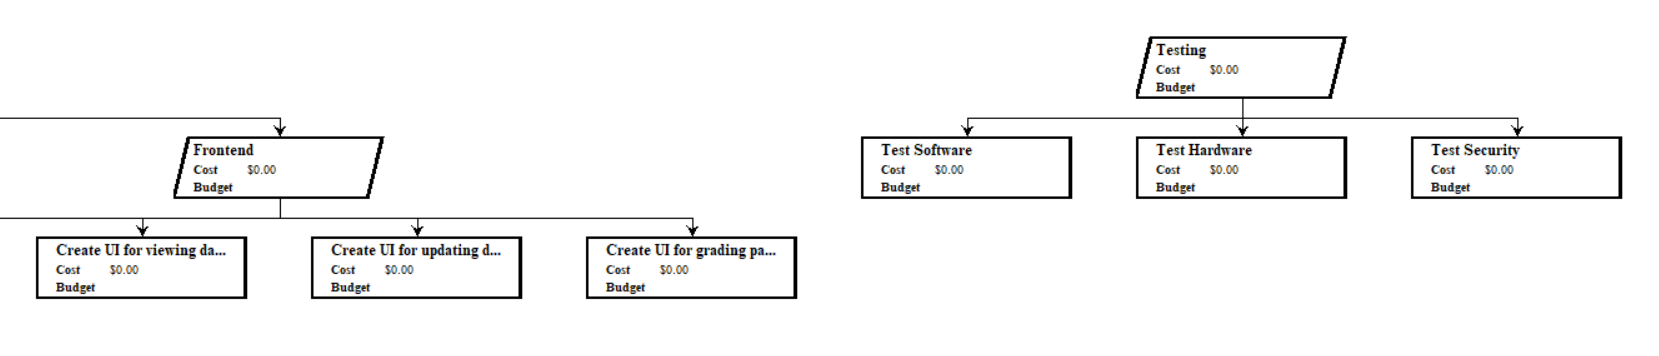 Testing
Cost $0.00
Budget
Frontend
Cost $0.00
Budget
Test Software
Cost $0.00
Budget
Test Hardware
Cost $0.00
Budget
Test Security
Cost $0.00
Budget
Create UI for viewing da...
Cost $0.00
Budget
Create UI for updating d...
Cost $0.00
Budget
Create UI for grading pa...
Cost $0.00
Budget